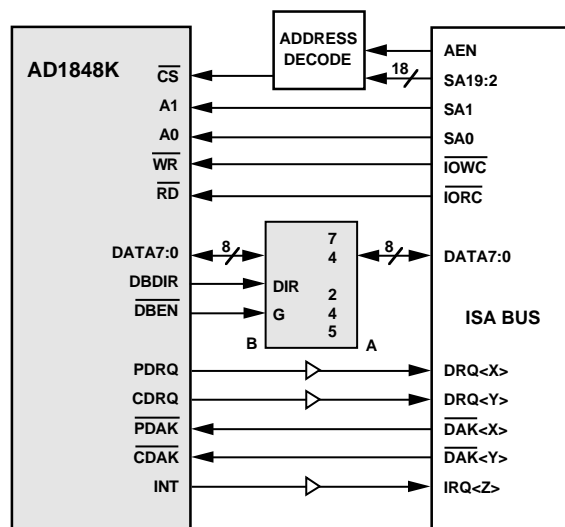 ADDRESS
DECODE
AEN
AD1848K
CS
18
SA19:2
A1
SA1
A0
SA0
WR
IOWC
RD
IORC
7
DATA7:0
8
4
8
DATA7:0
DBDIR
DIR
2
DBEN
G
4
ISA BUS
5
B
A
PDRQ
DRQ<X>
CDRQ
DRQ<Y>
PDAK
DAK<X>
CDAK
DAK<Y>
INT
IRQ<Z>